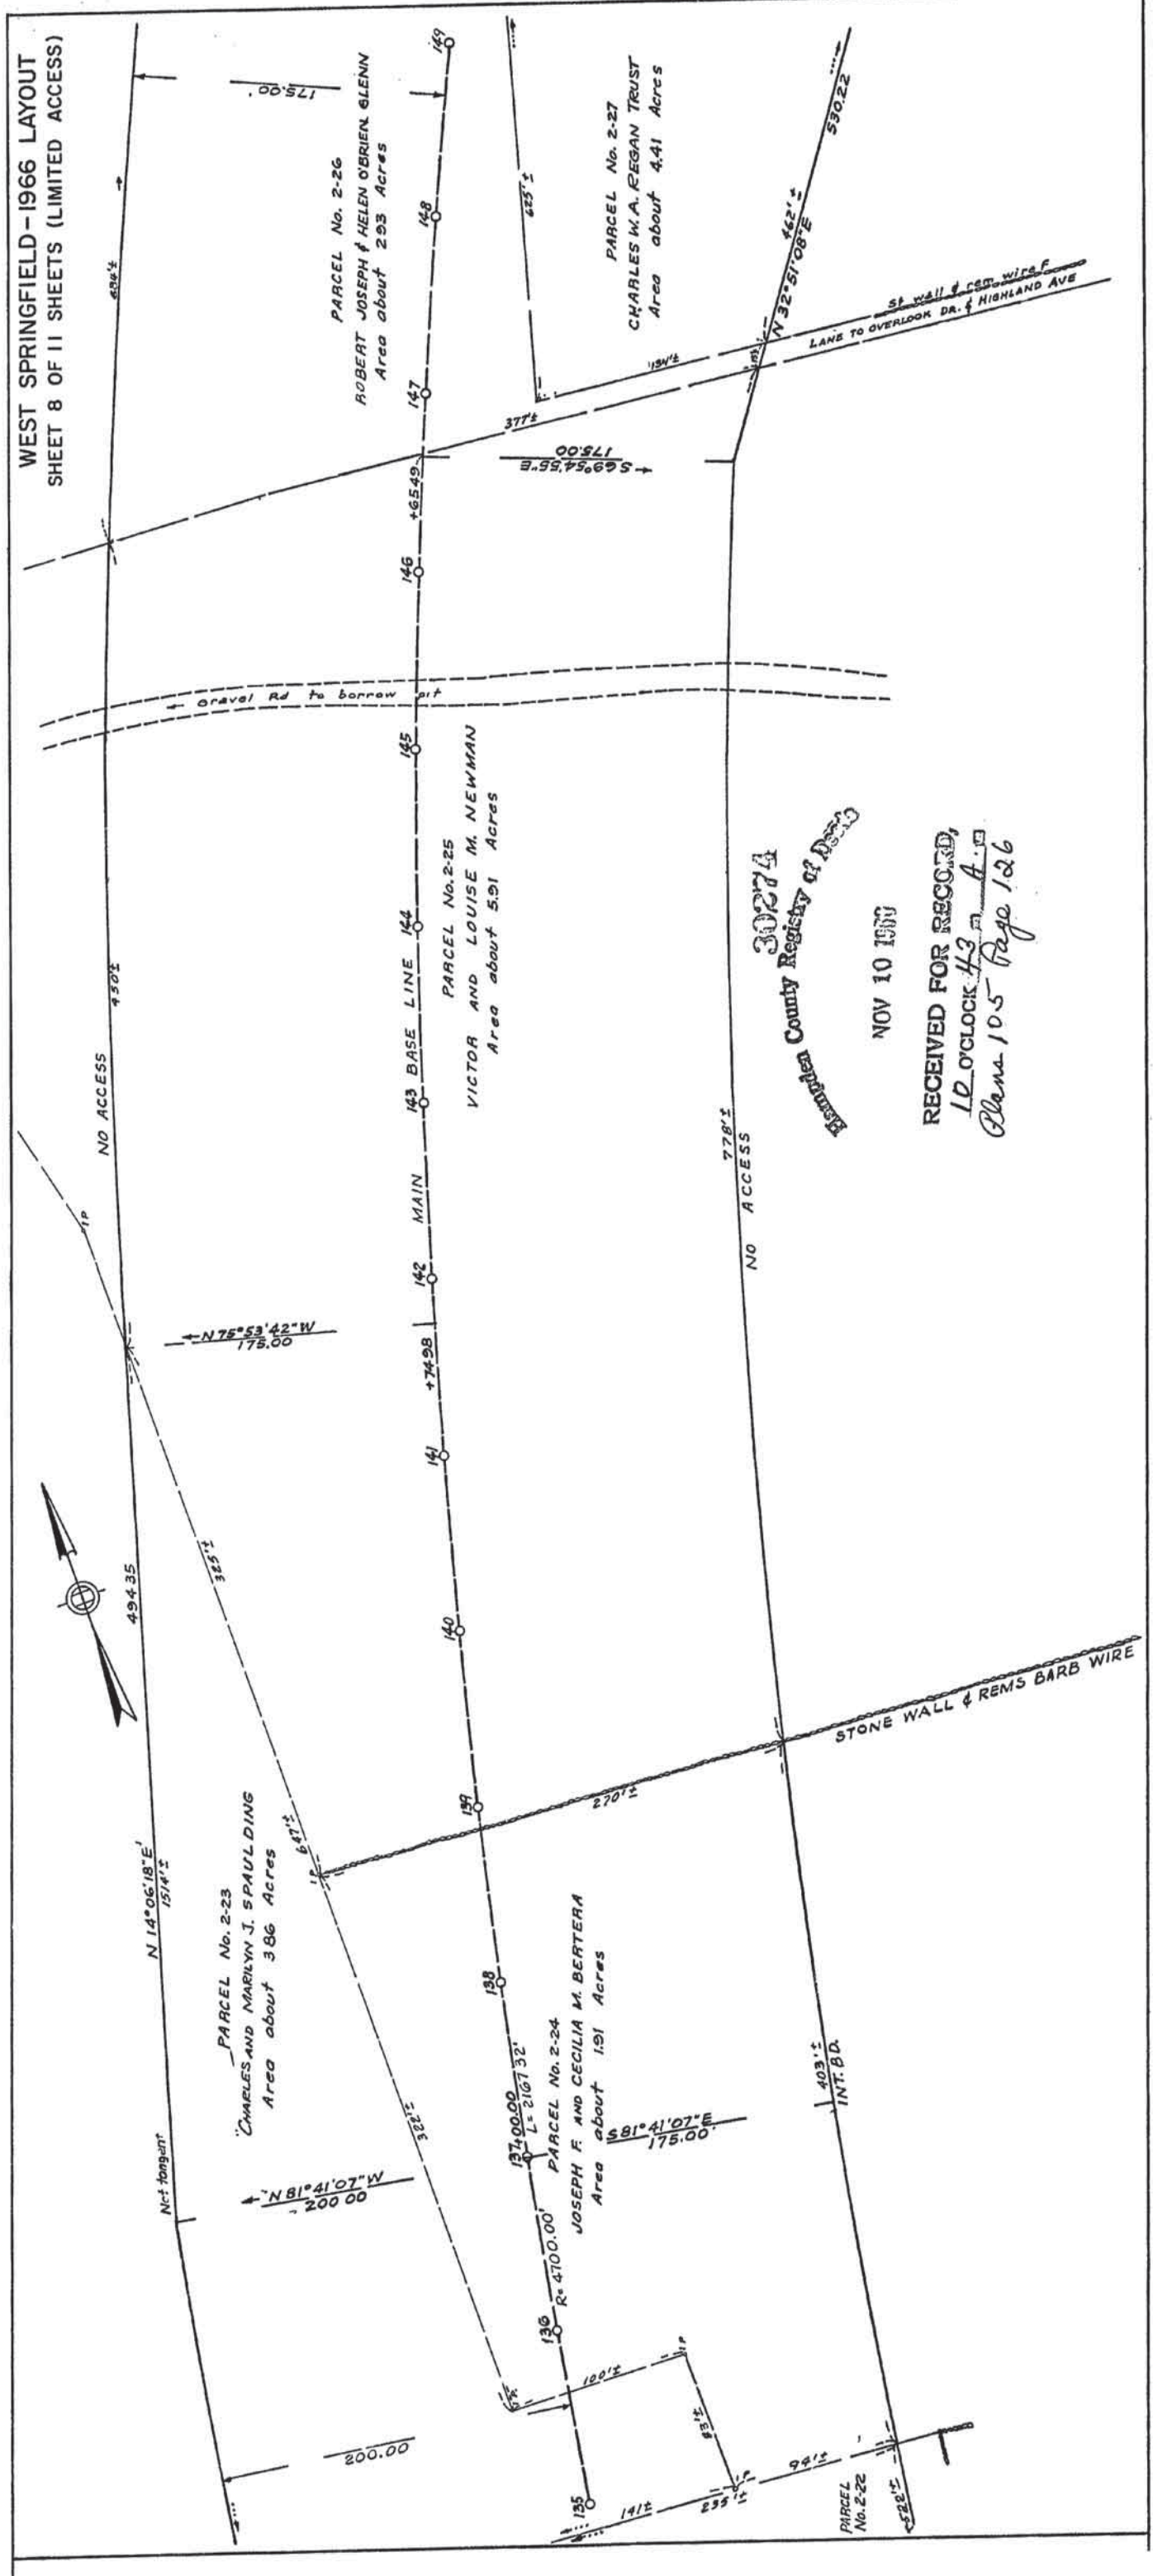 WEST SPRINGFIELD-1966 LAYOUT
SHEET 8 OF 11 SHEETS (LIMITED ACCESS)
175.00'
PARCEL No. 2-26
ROBERT JOSEPH & HELEN O'BRIEN GLENN
Area about 2.93 Acres
149
148
147
625'±
PARCEL No. 2-27
CHARLES W. A. REGAN TRUST
Area about 4.41 Acres
530.22
462'±
N 32°51'08"E
St wall & rem wire F
LANE TO OVERLOOK DR. & HIGHLAND AVE
134'±
377'±
S69°54'55"E
175.00
+65.49
146
Gravel Rd to borrow pit
145
PARCEL No. 2-25
VICTOR AND LOUISE M. NEWMAN
Area about 5.91 Acres
450±
NO ACCESS
144
143 BASE LINE
MAIN
142
I P
N75°53'42"W
175.00
+74.98
141
778'±
NO ACCESS
30274
Hampden County Registry of Deeds
NOV 10 1966
RECEIVED FOR RECORD,
10 O'CLOCK 43 m A. m
Plans 105 Page 126
494.35
325'±
140
139
N 14°06'18"E
1514'±
647'±
I P
270'±
STONE WALL & REMS BARB WIRE
PARCEL No. 2-23
CHARLES AND MARILYN J. SPAULDING
Area about 3.86 Acres
138
137+00.00
L=2167.32'
PARCEL No. 2-24
JOSEPH F. AND CECILIA M. BERTERA
Area about 1.91 Acres
S81°41'07"E
175.00'
403'±
INT. BD.
Not tangent
N81°41'07"W
200.00
322'±
R=4700.00'
136
I P.
100'±
I P
83'±
I P
200.00
135
141±
235'±
94'±
PARCEL
No. 2-22
522'±